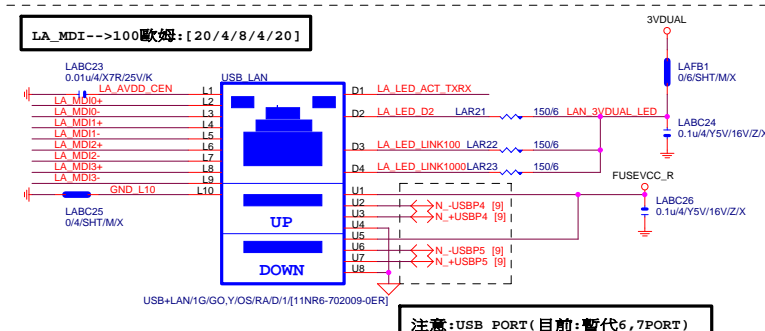 3VDUAL
LA_MDI-->100歐姆:[20/4/8/4/20]
LABC23
0.01u/4/X7R/25V/K
USB_LAN
LAFB1
0/6/SHT/M/X
LA_AVDD_CEN L1 D1 LA_LED_ACT_TXRX
LA_MDI0+ L2
LA_MDI0- L3 D2 LA_LED_D2 LAR21 150/6 LAN_3VDUAL_LED
LA_MDI1+ L4
LA_MDI1- L5
LABC24
0.1u/4/Y5V/16V/Z/X
LA_MDI2+ L6 D3 LA_LED_LINK100 LAR22 150/6
LA_MDI2- L7
LA_MDI3+ L8 D4 LA_LED_LINK1000 LAR23 150/6
LA_MDI3- L9
GND_L10 L10
FUSEVCC_R
LABC25
0/4/SHT/M/X
U1
U2 N_-USBP4 [9]
U3 N_+USBP4 [9]
UP U4
U5
LABC26
0.1u/4/Y5V/16V/Z/X
U6 N_-USBP5 [9]
U7 N_+USBP5 [9]
DOWN U8
USB+LAN/1G/GO,Y/OS/RA/D/1/[11NR6-702009-0ER]
注意:USB PORT(目前:暫代6,7PORT)